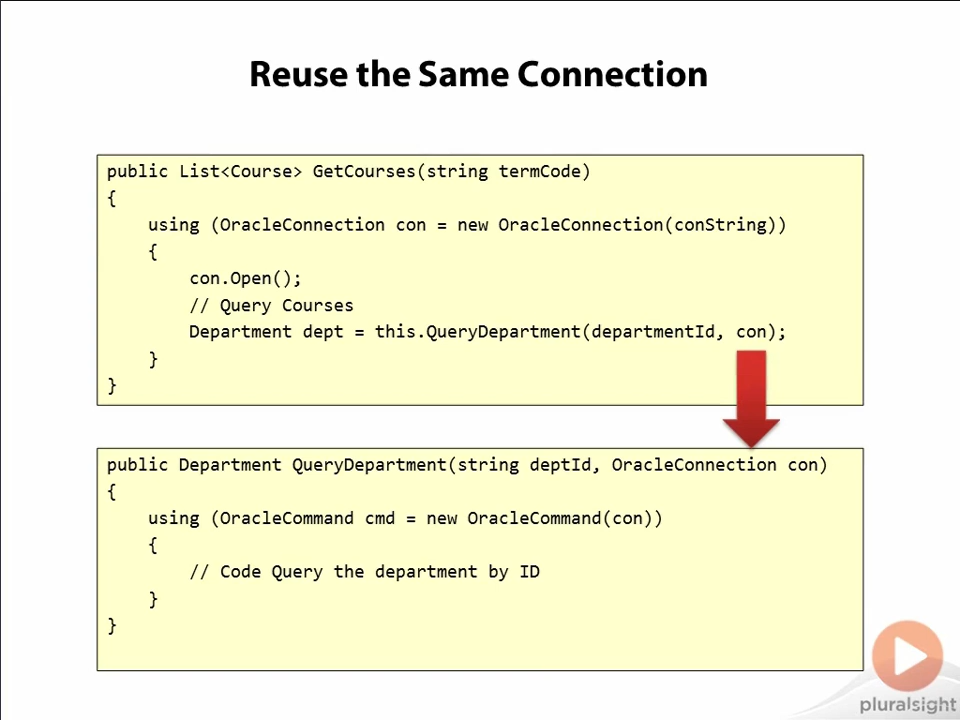 Reuse the Same Connection
public List<Course> GetCourses(string termCode)
{
using (OracleConnection con = new OracleConnection(conString))
{
con.Open();
// Query Courses
Department dept = this.QueryDepartment(departmentId, con);
}
}
public Department QueryDepartment(string deptId, OracleConnection con)
{
using (OracleCommand cmd = new OracleCommand(con))
{
// Code Query the department by ID
}
}
pluralsight